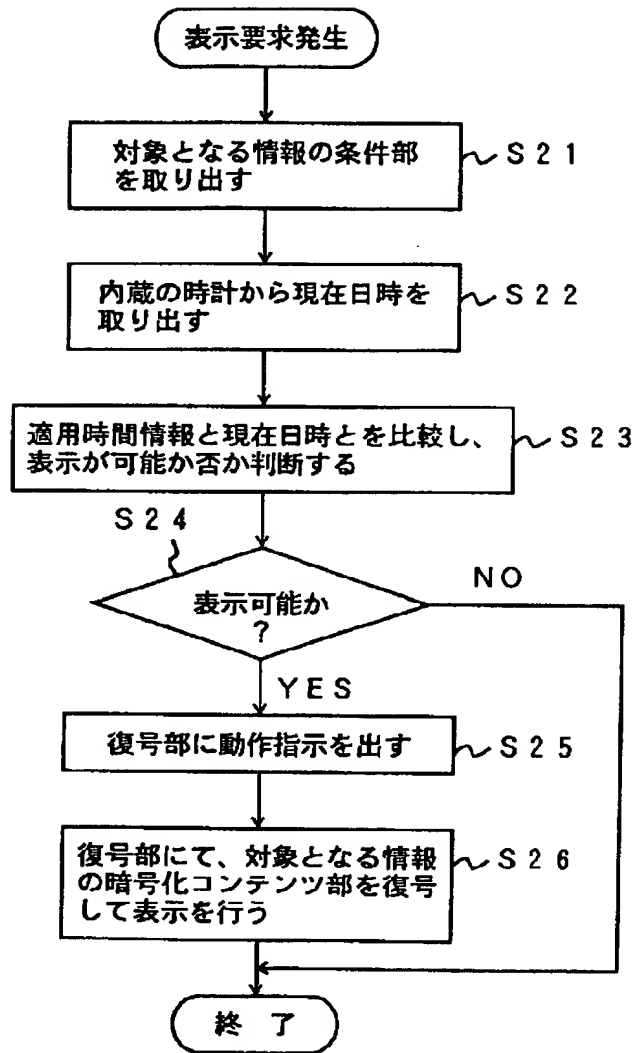 表示要求発生
対象となる情報の条件部
を取り出す
S21
内蔵の時計から現在日時を
取り出す
S22
適用時間情報と現在日時とを比較し、
表示が可能か否か判断する
S23
S24
表示可能か
?
NO
YES
復号部に動作指示を出す
S25
復号部にて、対象となる情報
の暗号化コンテンツ部を復号
して表示を行う
S26
終了